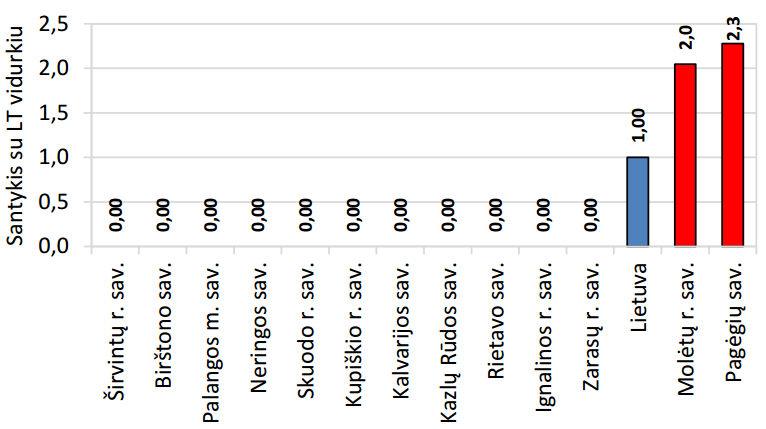 Santykis su LT vidurkiu
2,5
2,0
1,5
1,0
0,5
0,0
0,00
0,00
0,00
0,00
0,00
0,00
0,00
0,00
0,00
0,00
0,00
1,00
2,0
2,3
Širvintų r. sav.
Birštono sav.
Palangos m. sav.
Neringos sav.
Skuodo r. sav.
Kupiškio r. sav.
Kalvarijos sav.
Kazlų Rūdos sav.
Rietavo sav.
Ignalinos r. sav.
Zarasų r. sav.
Lietuva
Molėtų r. sav.
Pagėgių sav.